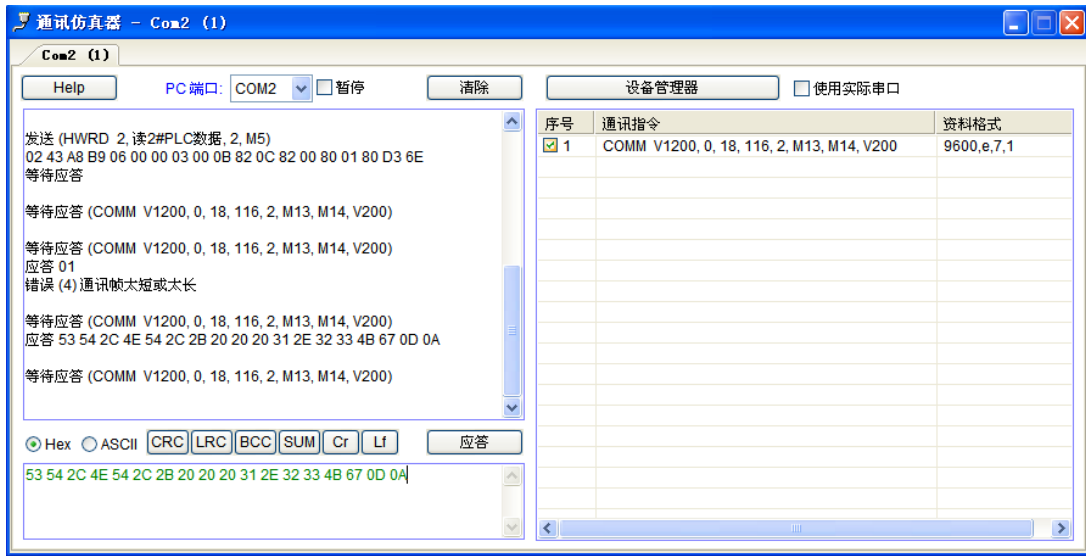 通讯仿真器 - Com2 (1)
Com2 (1)
Help PC端口: COM2 暂停 清除 设备管理器 使用实际串口
发送 (HWRD 2, 读2#PLC数据, 2, M5)
02 43 A8 B9 06 00 00 03 00 0B 82 0C 82 00 80 01 80 D3 6E
等待应答
等待应答 (COMM V1200, 0, 18, 116, 2, M13, M14, V200)
等待应答 (COMM V1200, 0, 18, 116, 2, M13, M14, V200)
应答 01
错误 (4) 通讯帧太短或太长
等待应答 (COMM V1200, 0, 18, 116, 2, M13, M14, V200)
应答 53 54 2C 4E 54 2C 2B 20 20 20 31 2E 32 33 4B 67 0D 0A
等待应答 (COMM V1200, 0, 18, 116, 2, M13, M14, V200)
Hex ASCII CRC LRC BCC SUM Cr Lf 应答
53 54 2C 4E 54 2C 2B 20 20 20 31 2E 32 33 4B 67 0D 0A
序号 通讯指令 资料格式
1 COMM V1200, 0, 18, 116, 2, M13, M14, V200 9600,e,7,1